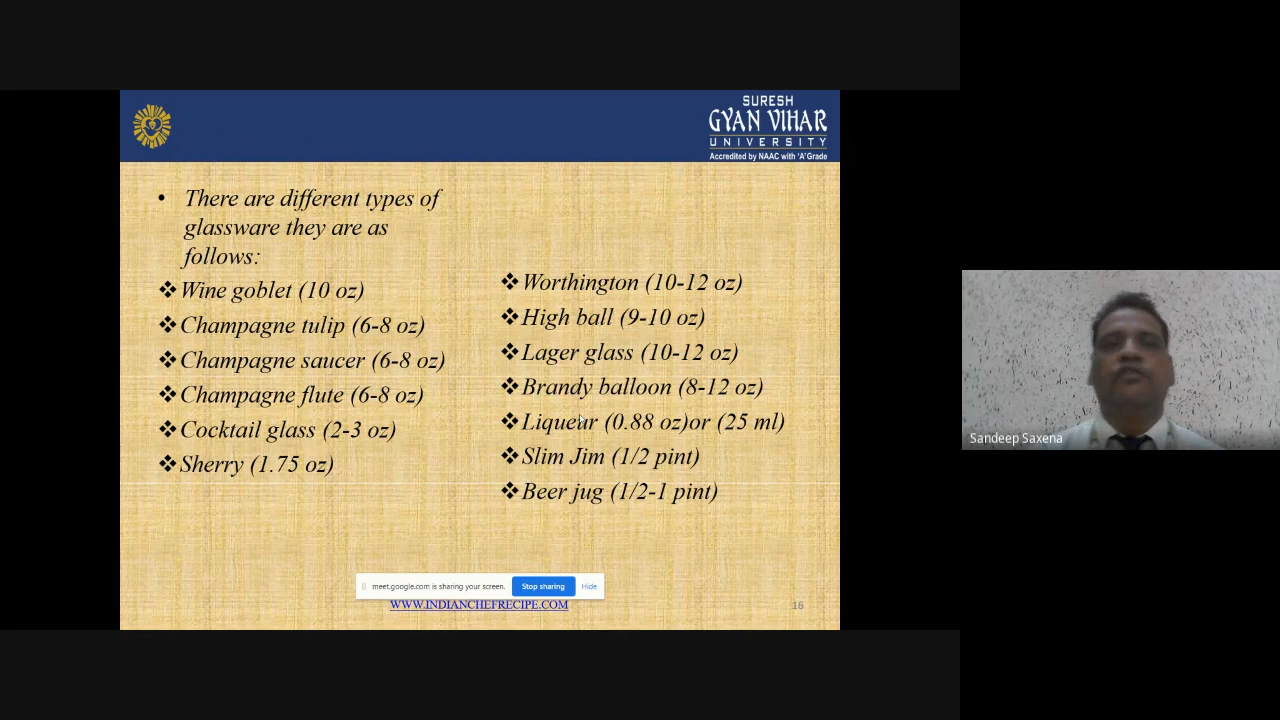 SURESH
GYAN VIHAR
UNIVERSITY
Accredited by NAAC with 'A' Grade
• There are different types of
glassware they are as
follows:
❖Wine goblet (10 oz)
❖Champagne tulip (6-8 oz)
❖Champagne saucer (6-8 oz)
❖Champagne flute (6-8 oz)
❖Cocktail glass (2-3 oz)
❖Sherry (1.75 oz)
❖Worthington (10-12 oz)
❖High ball (9-10 oz)
❖Lager glass (10-12 oz)
❖Brandy balloon (8-12 oz)
❖Liqueur (0.88 oz)or (25 ml)
❖Slim Jim (1/2 pint)
❖Beer jug (1/2-1 pint)
meet.google.com is sharing your screen. Stop sharing Hide
WWW.INDIANCHEFRECIPE.COM
16
Sandeep Saxena